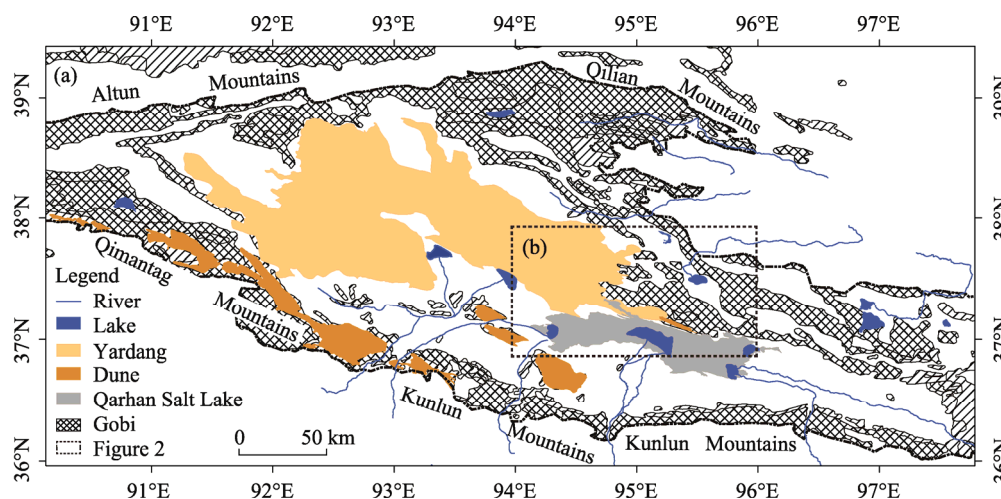 91°E 92°E 93°E 94°E 95°E 96°E 97°E
(a)
Altun Mountains
Qilian
Mountains
39°N
39°N
38°N
38°N
(b)
Qimantag
Mountains
Legend
River
Lake
Yardang
Dune
Qarhan Salt Lake
Gobi
Figure 2
37°N
37°N
0 50 km
Kunlun
Mountains
Kunlun Mountains
36°N
36°N
91°E 92°E 93°E 94°E 95°E 96°E 97°E